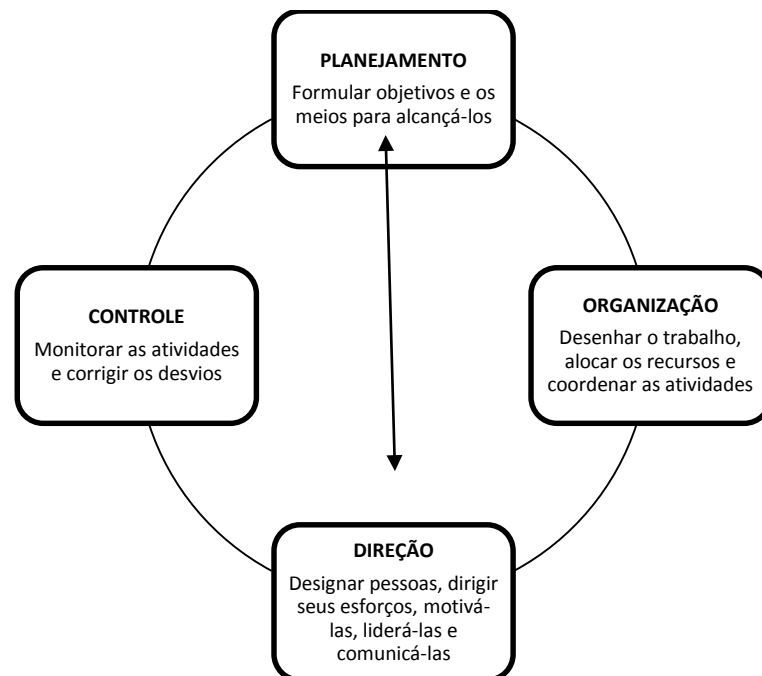 PLANEJAMENTO
Formular objetivos e os
meios para alcançá-los
CONTROLE
Monitorar as atividades
e corrigir os desvios
ORGANIZAÇÃO
Desenhar o trabalho,
alocar os recursos e
coordenar as atividades
DIREÇÃO
Designar pessoas, dirigir
seus esforços, motivá-
las, liderá-las e
comunicá-las